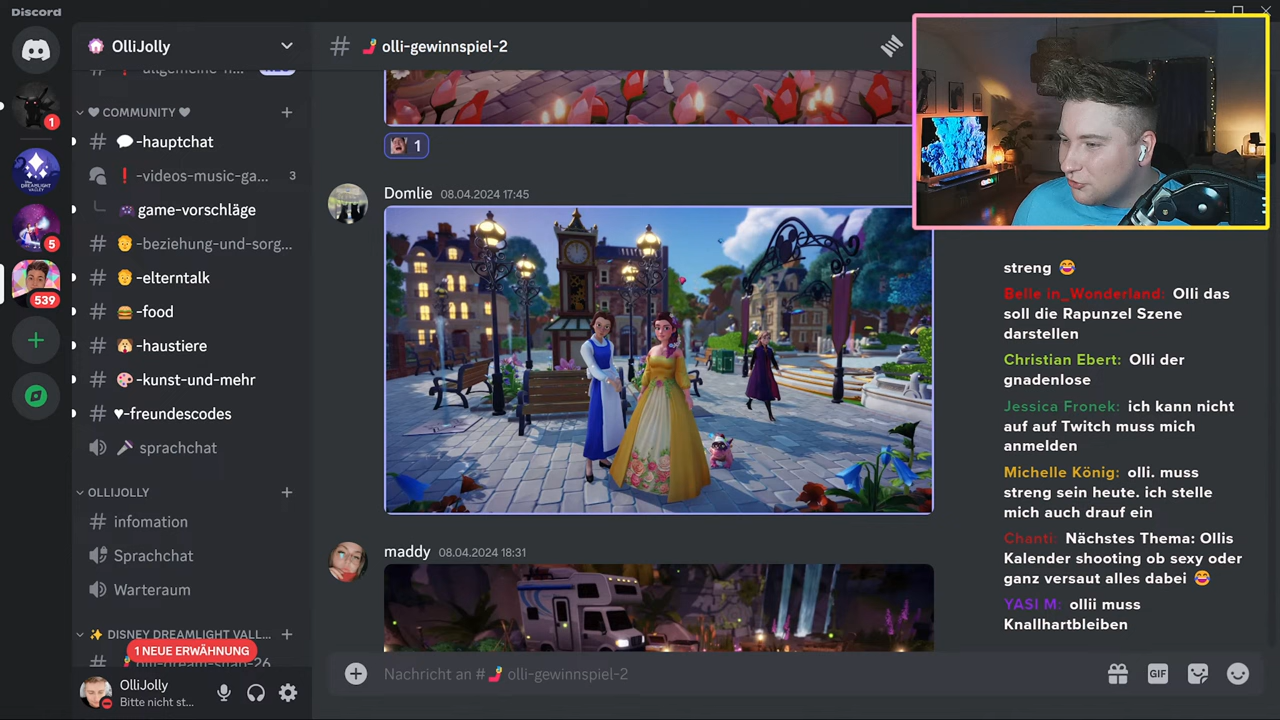 Discord
OlliJolly
# olli-gewinnspiel-2
COMMUNITY
-hauptchat
-videos-music-ga... 3
game-vorschläge
-beziehung-und-sorg...
-elterntalk
-food
-haustiere
-kunst-und-mehr
-freundescodes
sprachchat
OLLIJOLLY
infomation
Sprachchat
Warteraum
DISNEY DREAMLIGHT VALL...
1 NEUE ERWÄHNUNG
OlliJolly
Bitte nicht st...
1
5
539
1
Domlie 08.04.2024 17:45
maddy 08.04.2024 18:31
Nachricht an # olli-gewinnspiel-2
GIF
streng 😂
Belle in_Wonderland: Olli das
soll die Rapunzel Szene
darstellen
Christian Ebert: Olli der
gnadenlose
Jessica Fronek: ich kann nicht
auf auf Twitch muss mich
anmelden
Michelle König: olli. muss
streng sein heute. ich stelle
mich auch drauf ein
Chanti: Nächstes Thema: Ollis
Kalender shooting ob sexy oder
ganz versaut alles dabei 😂
YASI M: ollii muss
Knallhartbleiben